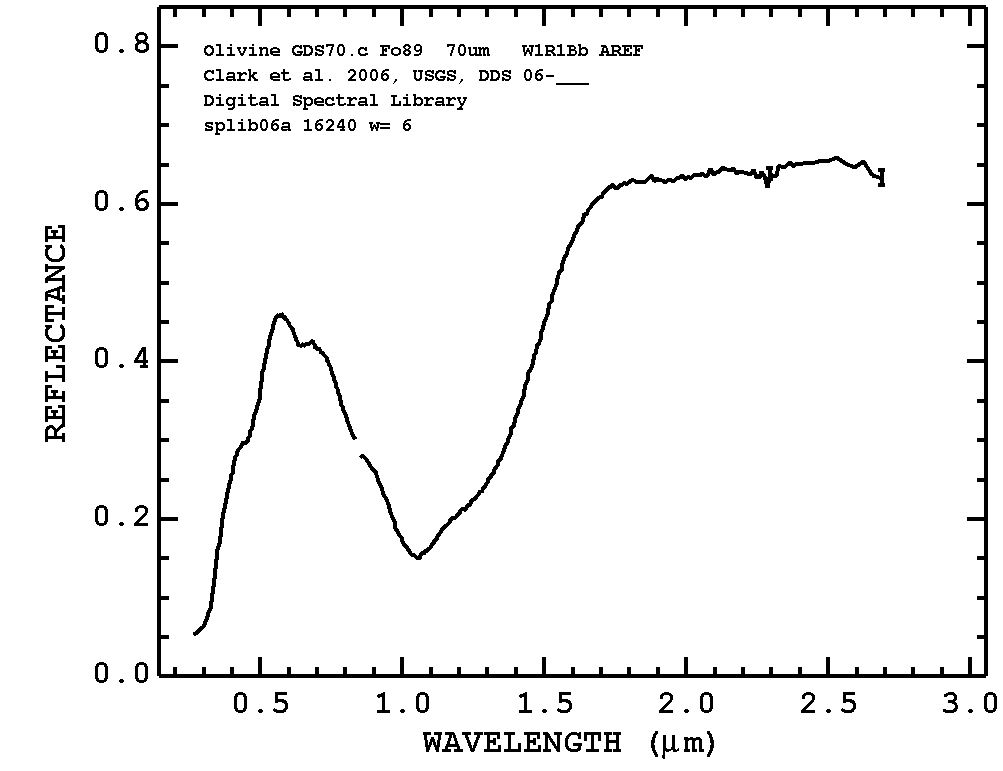 Olivine GDS70.c Fo89 70um W1R1Bb AREF
Clark et al. 2006, USGS, DDS 06-___
Digital Spectral Library
splib06a 16240 w= 6
REFLECTANCE
0.8
0.6
0.4
0.2
0.0
0.5 1.0 1.5 2.0 2.5 3.0
WAVELENGTH (μm)